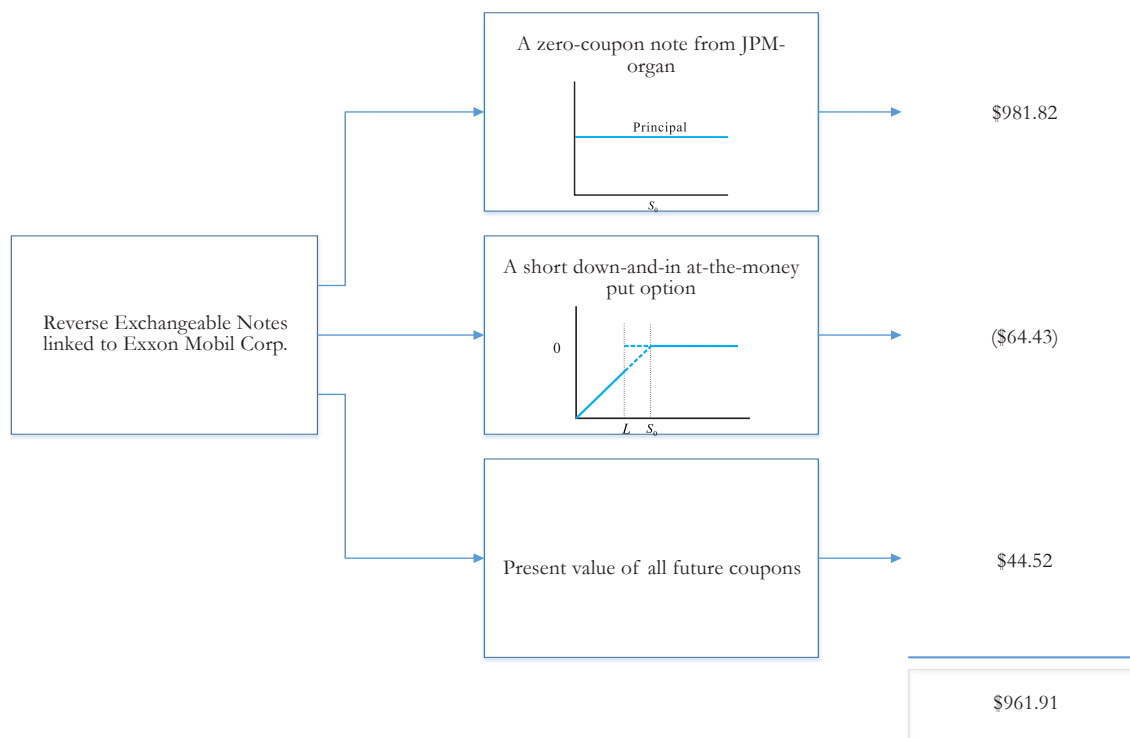 A zero-coupon note from JPM-
organ
Principal
S₀
$981.82
Reverse Exchangeable Notes
linked to Exxon Mobil Corp.
A short down-and-in at-the-money
put option
0
L S₀
($64.43)
Present value of all future coupons
$44.52
$961.91